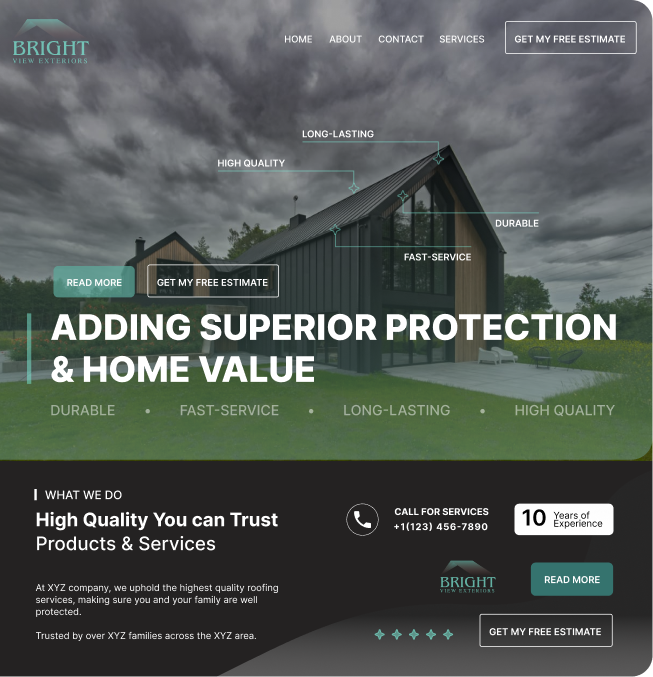 BRIGHT
VIEW EXTERIORS
HOME ABOUT CONTACT SERVICES GET MY FREE ESTIMATE
LONG-LASTING
HIGH QUALITY
DURABLE
FAST-SERVICE
READ MORE GET MY FREE ESTIMATE
ADDING SUPERIOR PROTECTION
& HOME VALUE
DURABLE • FAST-SERVICE • LONG-LASTING • HIGH QUALITY
WHAT WE DO
High Quality You can Trust
Products & Services
At XYZ company, we uphold the highest quality roofing
services, making sure you and your family are well
protected.
Trusted by over XYZ families across the XYZ area.
CALL FOR SERVICES
+1(123) 456-7890
10 Years of
Experience
BRIGHT
VIEW EXTERIORS
READ MORE
GET MY FREE ESTIMATE